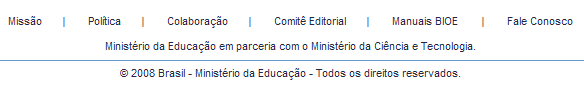 Missão | Política | Colaboração | Comitê Editorial | Manuais BIOE | Fale Conosco
Ministério da Educação em parceria com o Ministério da Ciência e Tecnologia.
© 2008 Brasil - Ministério da Educação - Todos os direitos reservados.